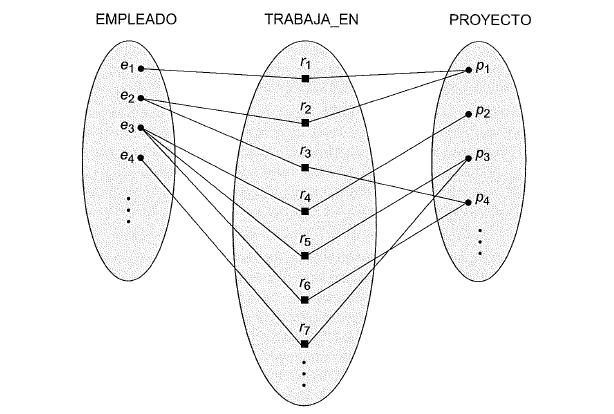 EMPLEADO TRABAJA_EN PROYECTO
e1 r1 p1
e2 r2 p2
e3 r3 p3
e4 r4 p4
r5
r6
r7